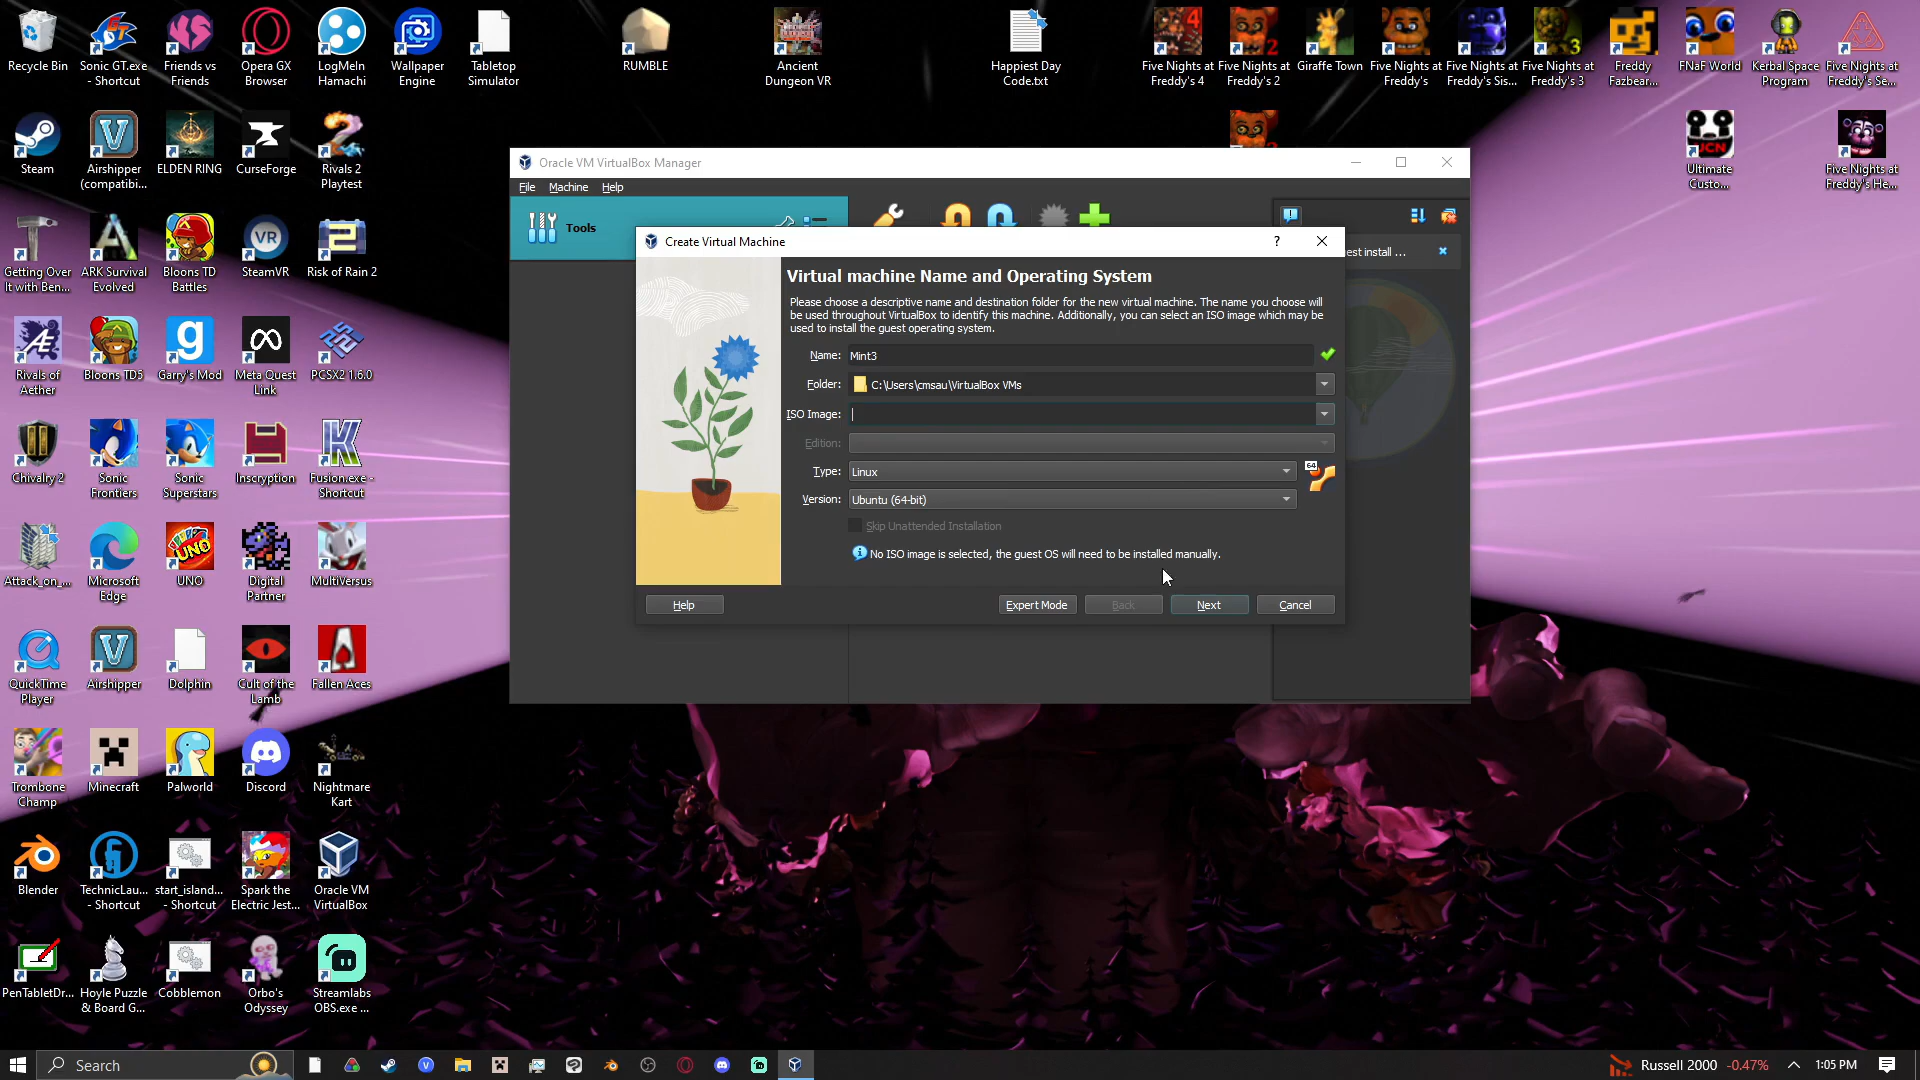 Recycle Bin
Sonic GT.exe
- Shortcut
Friends vs
Friends
Opera GX
Browser
LogMeIn
Hamachi
Wallpaper
Engine
Tabletop
Simulator
RUMBLE
Ancient
Dungeon VR
Happiest Day
Code.txt
4
Five Nights at
Freddy's 4
2
Five Nights at
Freddy's 2
Giraffe Town
Five Nights at
Freddy's
Five Nights at
Freddy's Sis...
3
Five Nights at
Freddy's 3
Freddy
Fazbear...
FNaF World
Kerbal Space
Program
Five Nights at
Freddy's Se...
Steam
Airshipper
(compatibi...
ELDEN RING
CurseForge
Rivals 2
Playtest
UCN
Ultimate
Custo...
Five Nights at
Freddy's He...
Getting Over
It with Ben...
ARK Survival
Evolved
Bloons TD
Battles
VR
SteamVR
Risk of Rain 2
Rivals of
Aether
Bloons TD5
Garry's Mod
Meta Quest
Link
PCSX2 1.6.0
Chivalry 2
Sonic
Frontiers
Sonic
Superstars
Inscryption
Fusion.exe -
Shortcut
Attack_on_...
Microsoft
Edge
UNO
UNO
Digital
Partner
MultiVersus
QuickTime
Player
Airshipper
Dolphin
Cult of the
Lamb
Fallen Aces
Trombone
Champ
Minecraft
Palworld
Discord
Nightmare
Kart
Blender
TechnicLau...
- Shortcut
start_island...
- Shortcut
Spark the
Electric Jest...
Oracle VM
VirtualBox
PenTabletDr...
Hoyle Puzzle
& Board G...
Cobblemon
Orbo's
Odyssey
Streamlabs
OBS.exe ...
Oracle VM VirtualBox Manager
File Machine Help
Tools
est install ...
Create Virtual Machine
?
Virtual machine Name and Operating System
Please choose a descriptive name and destination folder for the new virtual machine. The name you choose will
be used throughout VirtualBox to identify this machine. Additionally, you can select an ISO image which may be
used to install the guest operating system.
Name: Mint3
Folder: C:\Users\cmsau\VirtualBox VMs
ISO Image:
Edition:
Type: Linux
64
Version: Ubuntu (64-bit)
Skip Unattended Installation
No ISO image is selected, the guest OS will need to be installed manually.
Help Expert Mode Back Next Cancel
Search
Russell 2000 -0.47% 1:05 PM